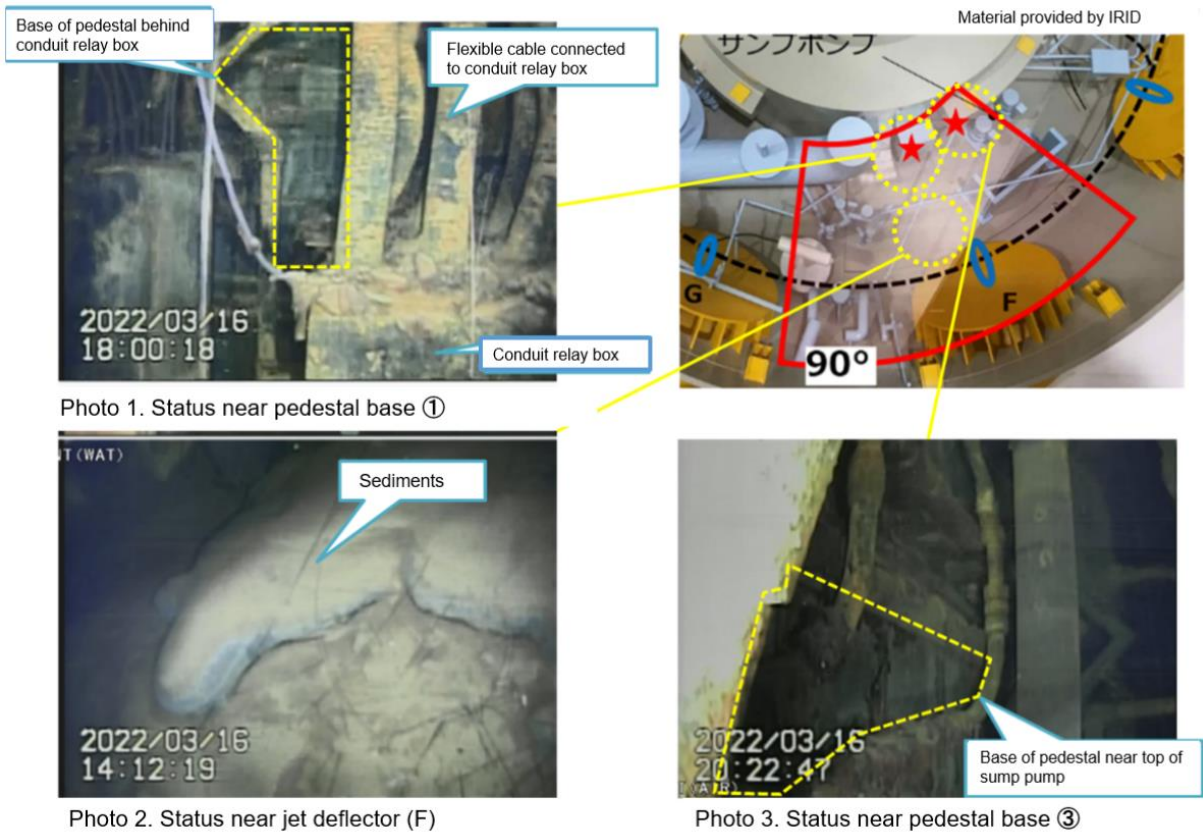 Base of pedestal behind
conduit relay box
Flexible cable connected
to conduit relay box
2022/03/16
18:00:18
Conduit relay box
Photo 1. Status near pedestal base ①
Material provided by IRID
サンプポンプ
G
F
90°
NT(WAT)
Sediments
2022/03/16
14:12:19
Photo 2. Status near jet deflector (F)
2022/03/16
20:22:47
(AIR)
Base of pedestal near top of
sump pump
Photo 3. Status near pedestal base ③